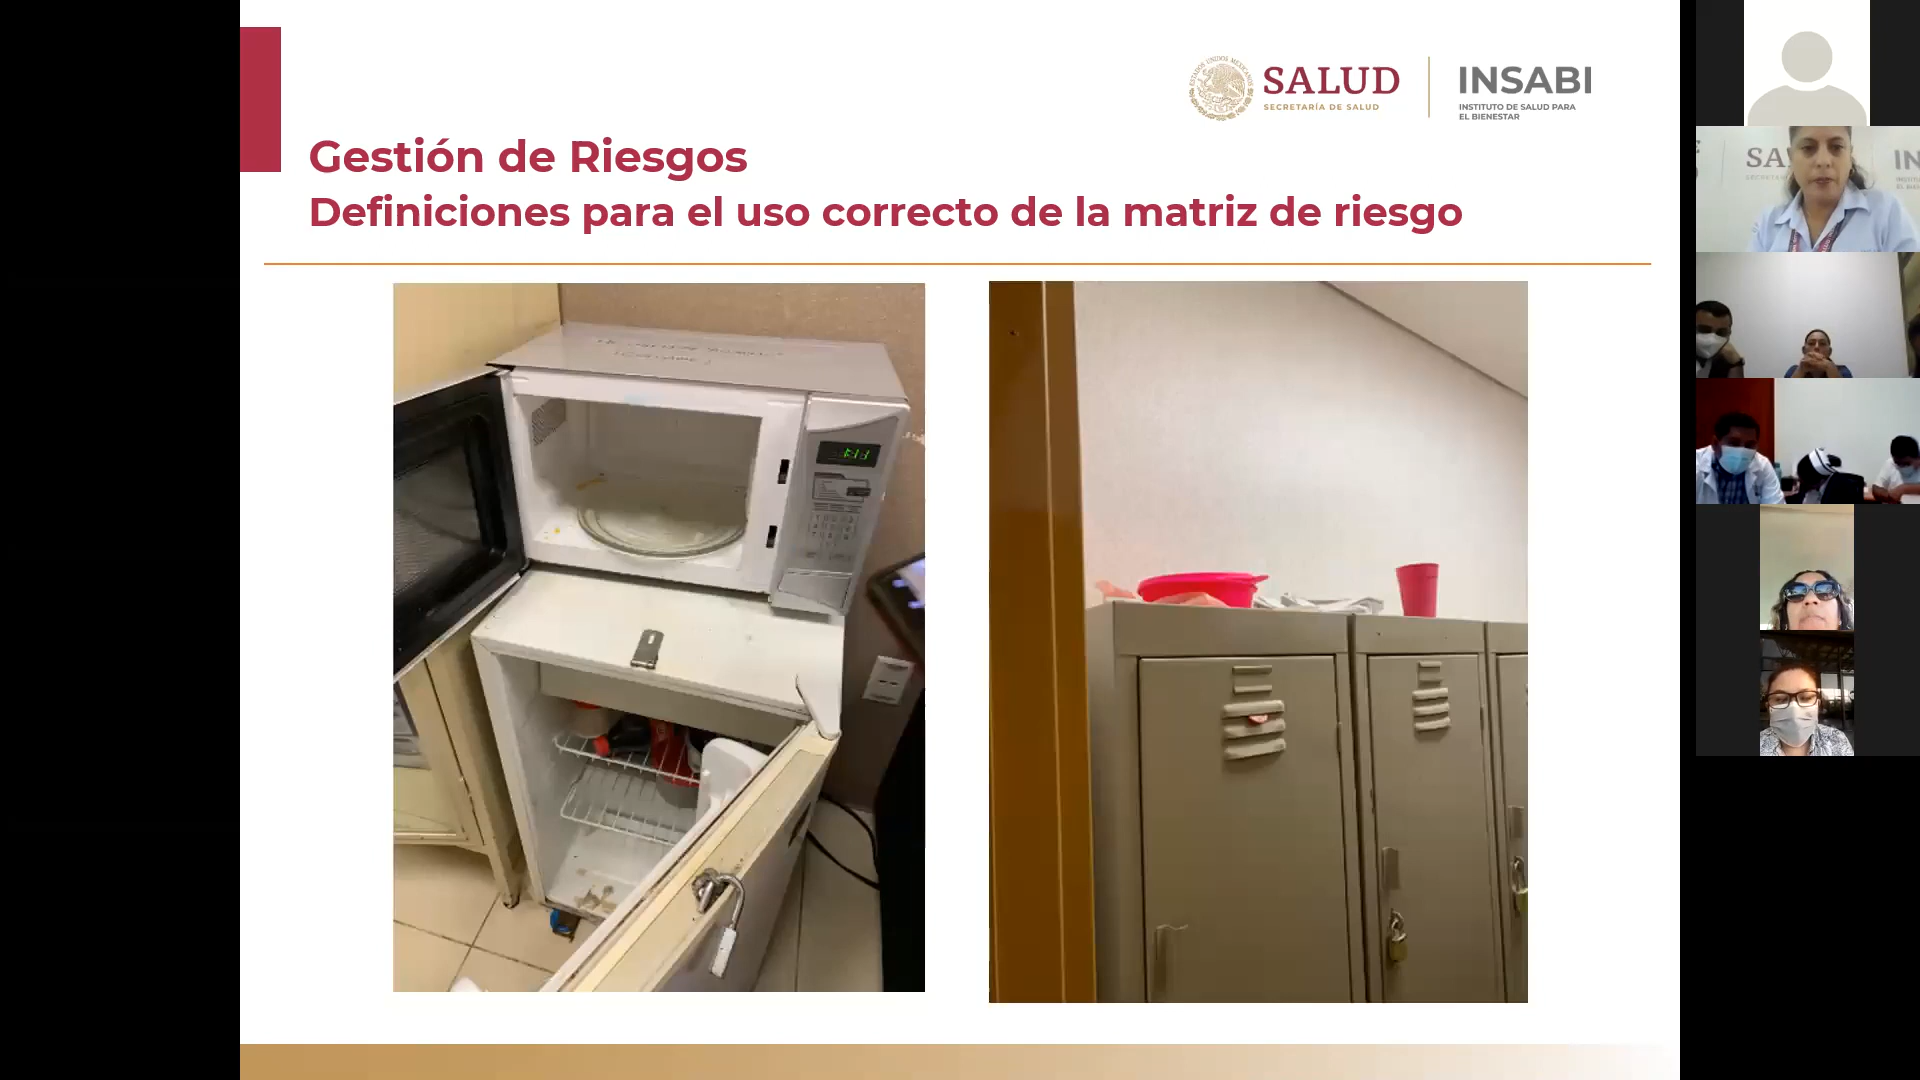 SALUD
SECRETARÍA DE SALUD
INSABI
INSTITUTO DE SALUD PARA
EL BIENESTAR
Gestión de Riesgos
Definiciones para el uso correcto de la matriz de riesgo